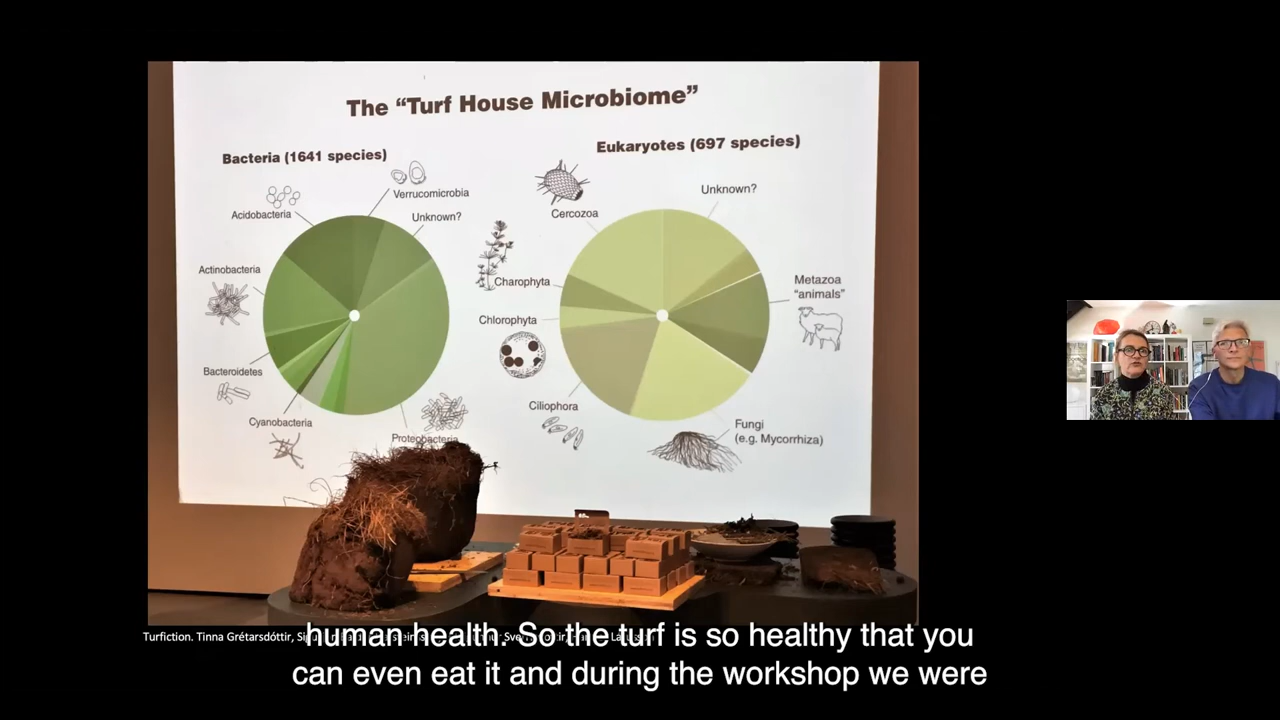 The “Turf House Microbiome”
Bacteria (1641 species)
Verrucomicrobia
Acidobacteria
Unknown?
Actinobacteria
Bacteroidetes
Cyanobacteria
Proteobacteria
Eukaryotes (697 species)
Unknown?
Cercozoa
Charophyta
Metazoa
“animals”
Chlorophyta
Ciliophora
Fungi
(e.g. Mycorrhiza)
Turfiction. Tinna Grétarsdóttir,
human health. So the turf is so healthy that you
can even eat it and during the workshop we were